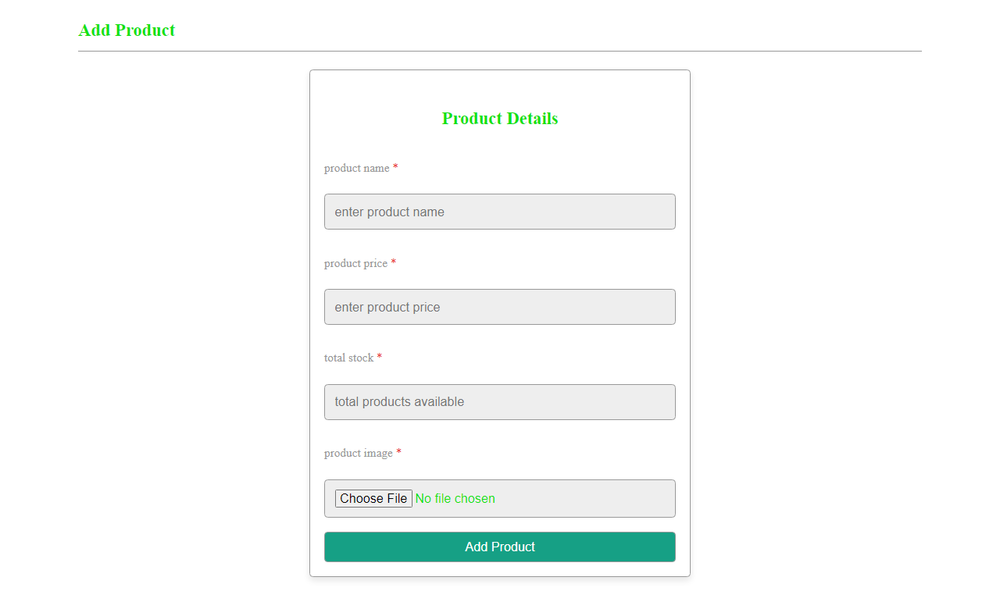 Add Product
Product Details
product name *
enter product name
product price *
enter product price
total stock *
total products available
product image *
Choose File No file chosen
Add Product